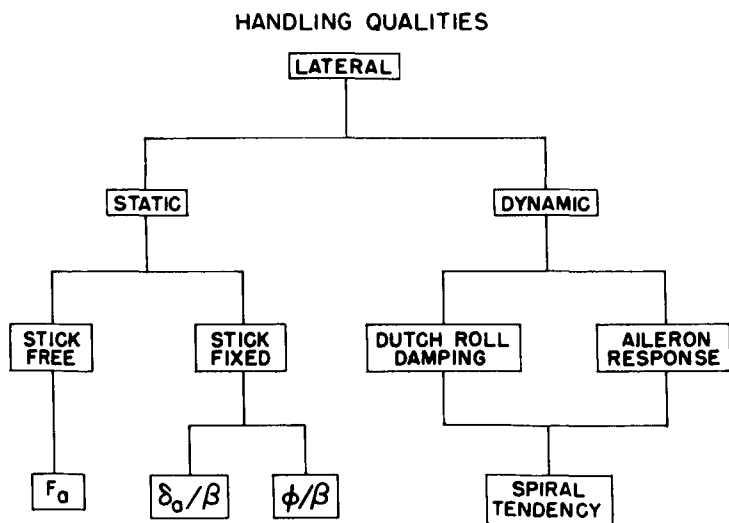 HANDLING QUALITIES
LATERAL
STATIC
DYNAMIC
STICK
FREE
STICK
FIXED
DUTCH ROLL
DAMPING
AILERON
RESPONSE
Fₐ
δₐ/β
ϕ/β
SPIRAL
TENDENCY